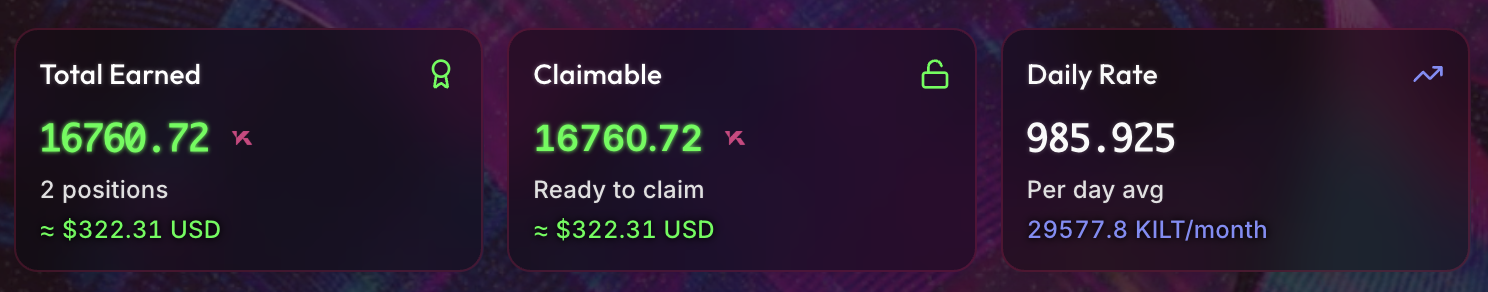 Total Earned
16760.72
2 positions
≈ $322.31 USD
Claimable
16760.72
Ready to claim
≈ $322.31 USD
Daily Rate
985.925
Per day avg
29577.8 KILT/month